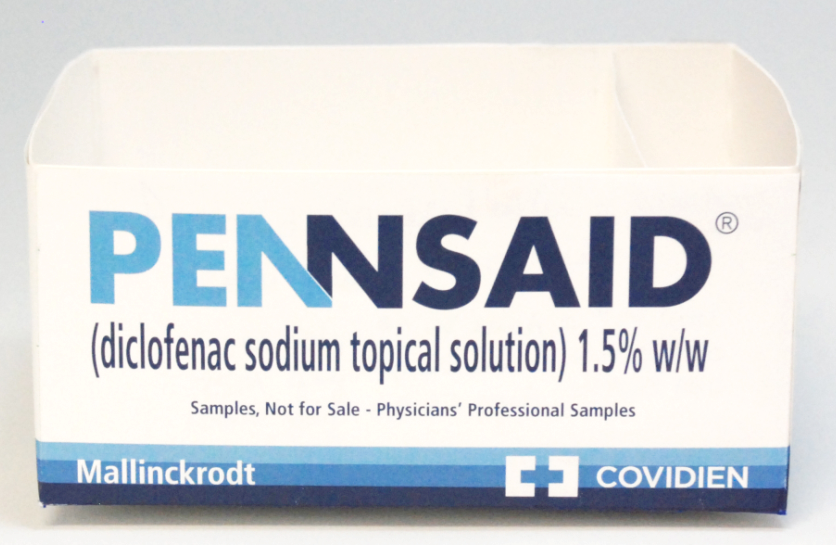 PENNSAID®
(diclofenac sodium topical solution) 1.5% w/w
Samples, Not for Sale - Physicians' Professional Samples
Mallinckrodt COVIDIEN